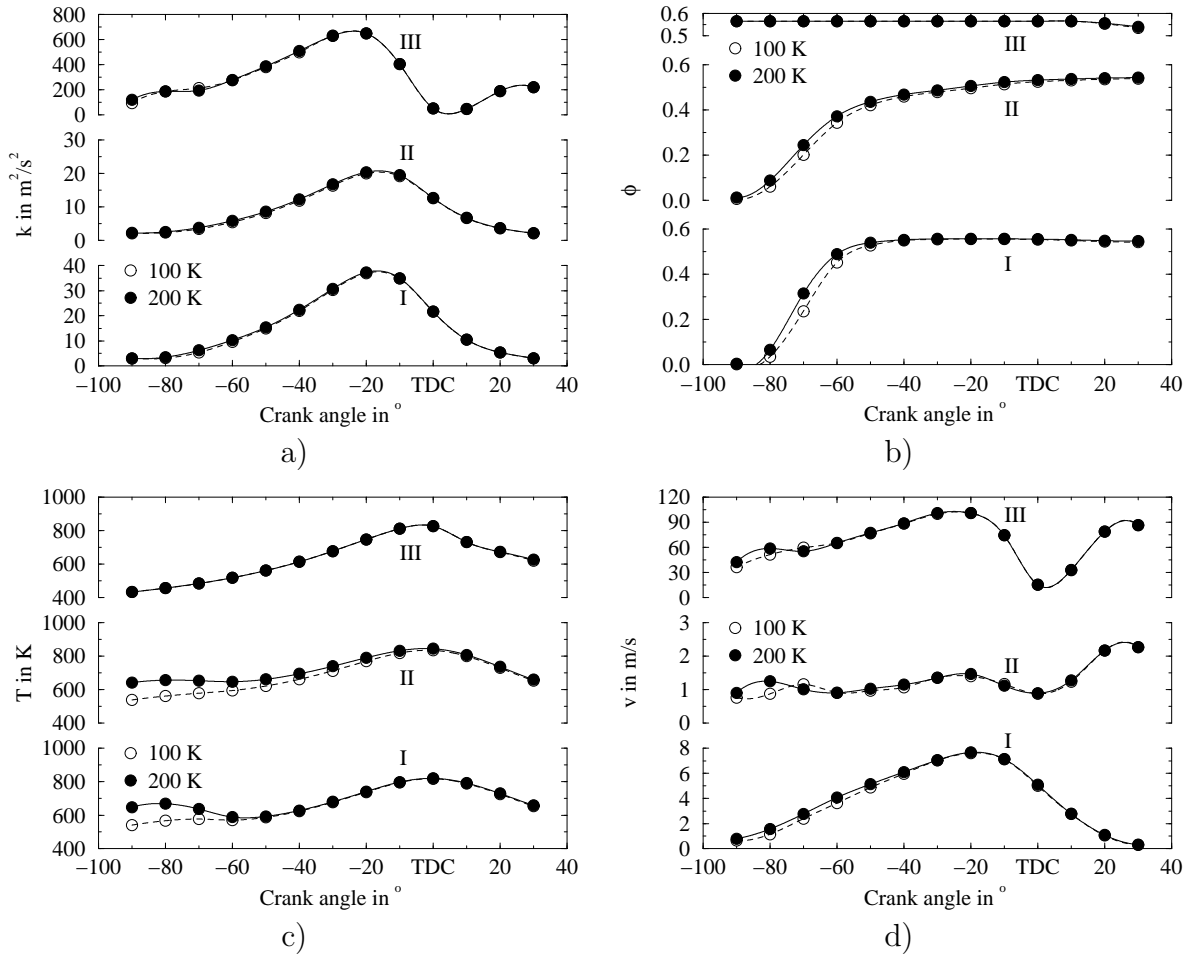 800
600
400
200
0
III
30
20
10
0
II
40
30
20
10
0
I
100 K
200 K
k in m²/s²
−100 −80 −60 −40 −20 TDC 20 40
Crank angle in °
a)
0.6
0.5
III
100 K
200 K
0.6
0.4
0.2
0.0
II
0.6
0.4
0.2
0.0
I
ϕ
−100 −80 −60 −40 −20 TDC 20 40
Crank angle in °
b)
1000
800
600
400
III
1000
800
600
400
II
1000
800
600
400
I
100 K
200 K
T in K
−100 −80 −60 −40 −20 TDC 20 40
Crank angle in °
c)
120
90
60
30
0
III
3
2
1
0
100 K
200 K
II
8
6
4
2
0
I
v in m/s
−100 −80 −60 −40 −20 TDC 20 40
Crank angle in °
d)